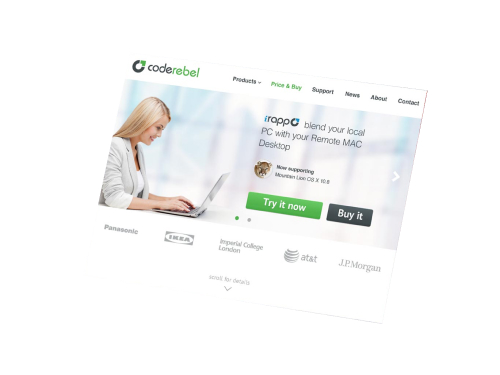 coderebel
Products Price & Buy Support News About Contact
irapp blend your local
PC with your Remote MAC
Desktop
Now supporting
Mountain Lion OS X 10.8
Try it now Buy it
Panasonic IKEA Imperial College
London at&t J.P.Morgan
scroll for details